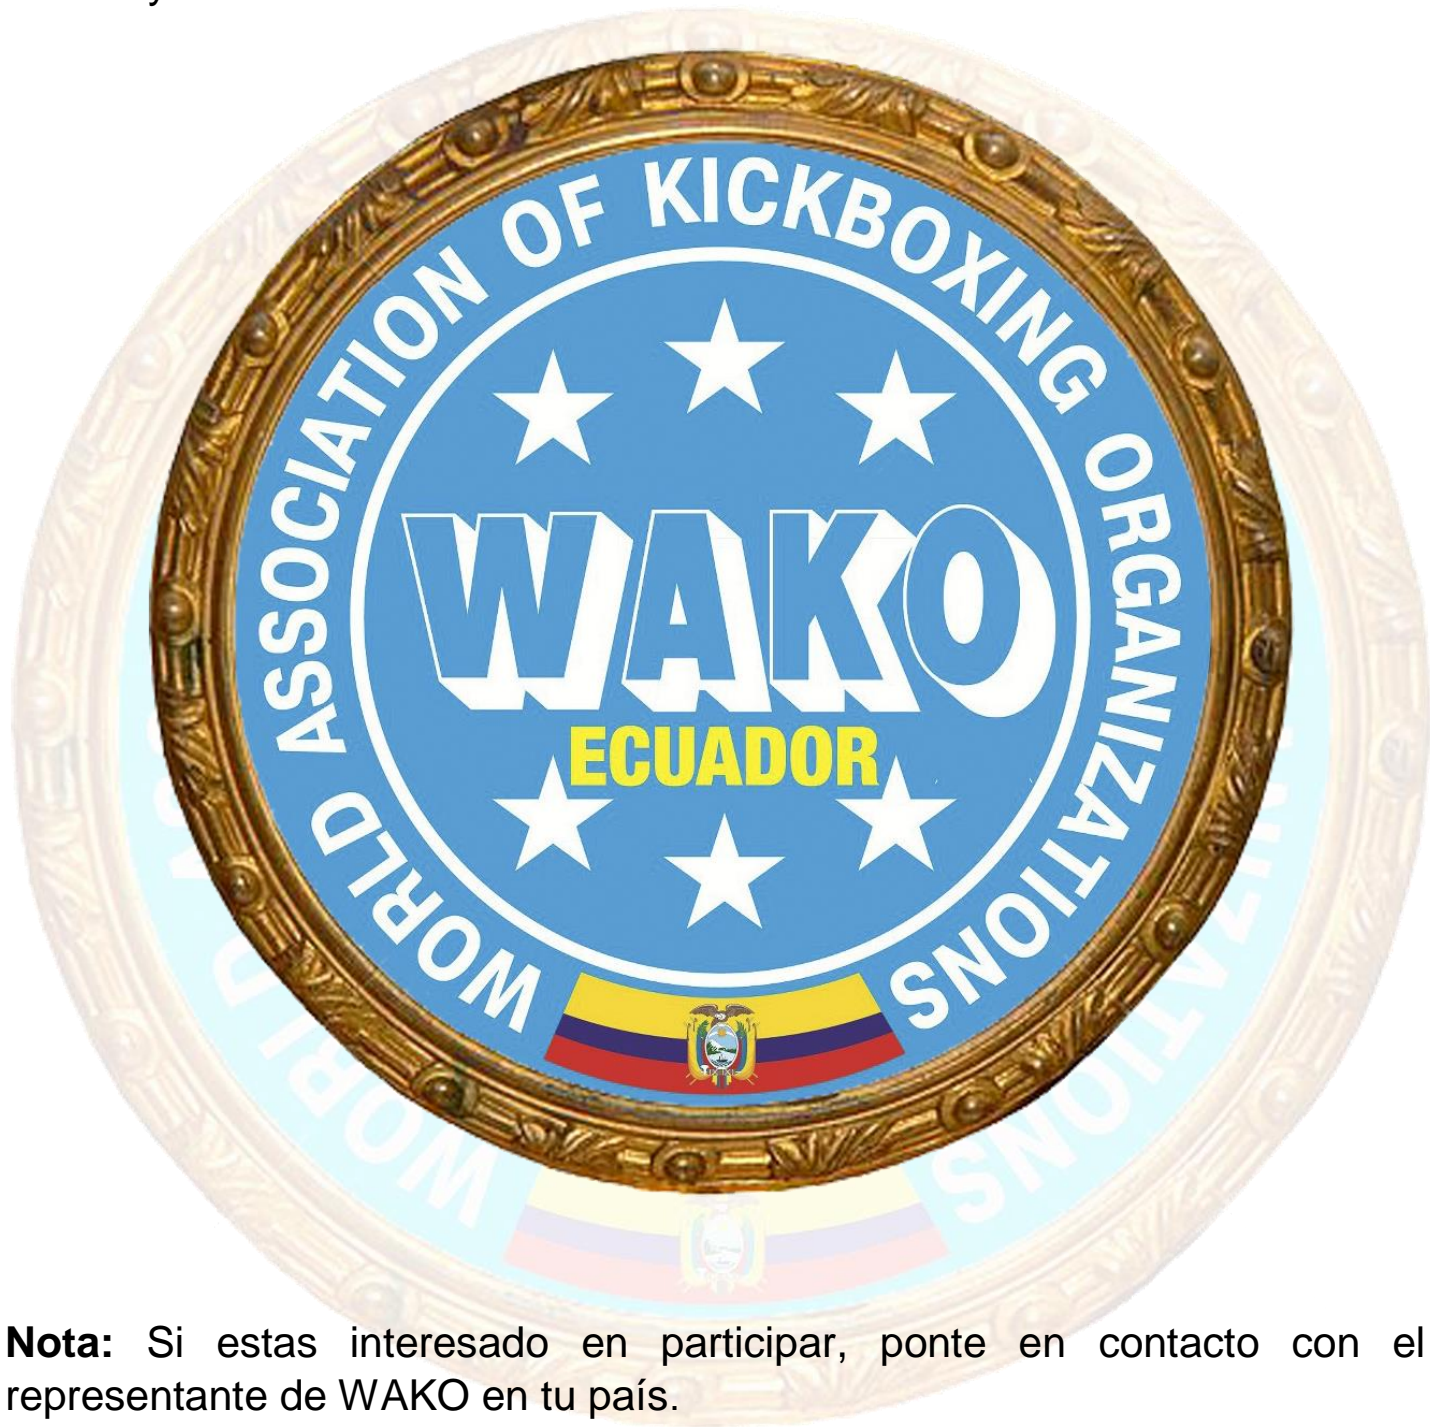 WORLD ASSOCIATION OF KICKBOXING ORGANIZATIONS
WAKO
ECUADOR
Nota: Si estas interesado en participar, ponte en contacto con el
representante de WAKO en tu país.